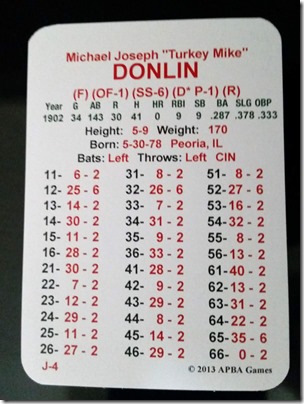 Michael Joseph "Turkey Mike"
DONLIN
(F) (OF-1) (SS-6) (D* P-1) (R)
Year G AB R H HR RBI SB BA SLG OBP
1902 34 143 30 41 0 9 9 .287 .378 .333
Height: 5-9 Weight: 170
Born: 5-30-78 Peoria, IL
Bats: Left Throws: Left CIN
11- 6 - 2 31- 8 - 2 51- 8 - 2
12- 25 - 6 32- 26 - 6 52- 27 - 6
13- 14 - 2 33- 7 - 2 53- 16 - 2
14- 30 - 2 34- 31 - 2 54- 32 - 2
15- 11 - 2 35- 9 - 2 55- 8 - 2
16- 28 - 2 36- 33 - 2 56- 13 - 2
21- 30 - 2 41- 28 - 2 61- 40 - 2
22- 7 - 2 42- 29 - 2 62- 13 - 2
23- 12 - 2 43- 29 - 2 63- 31 - 2
24- 29 - 2 44- 8 - 2 64- 22 - 2
25- 11 - 2 45- 14 - 2 65- 35 - 6
26- 27 - 2 46- 29 - 2 66- 0 - 2
J-4 © 2013 APBA Games